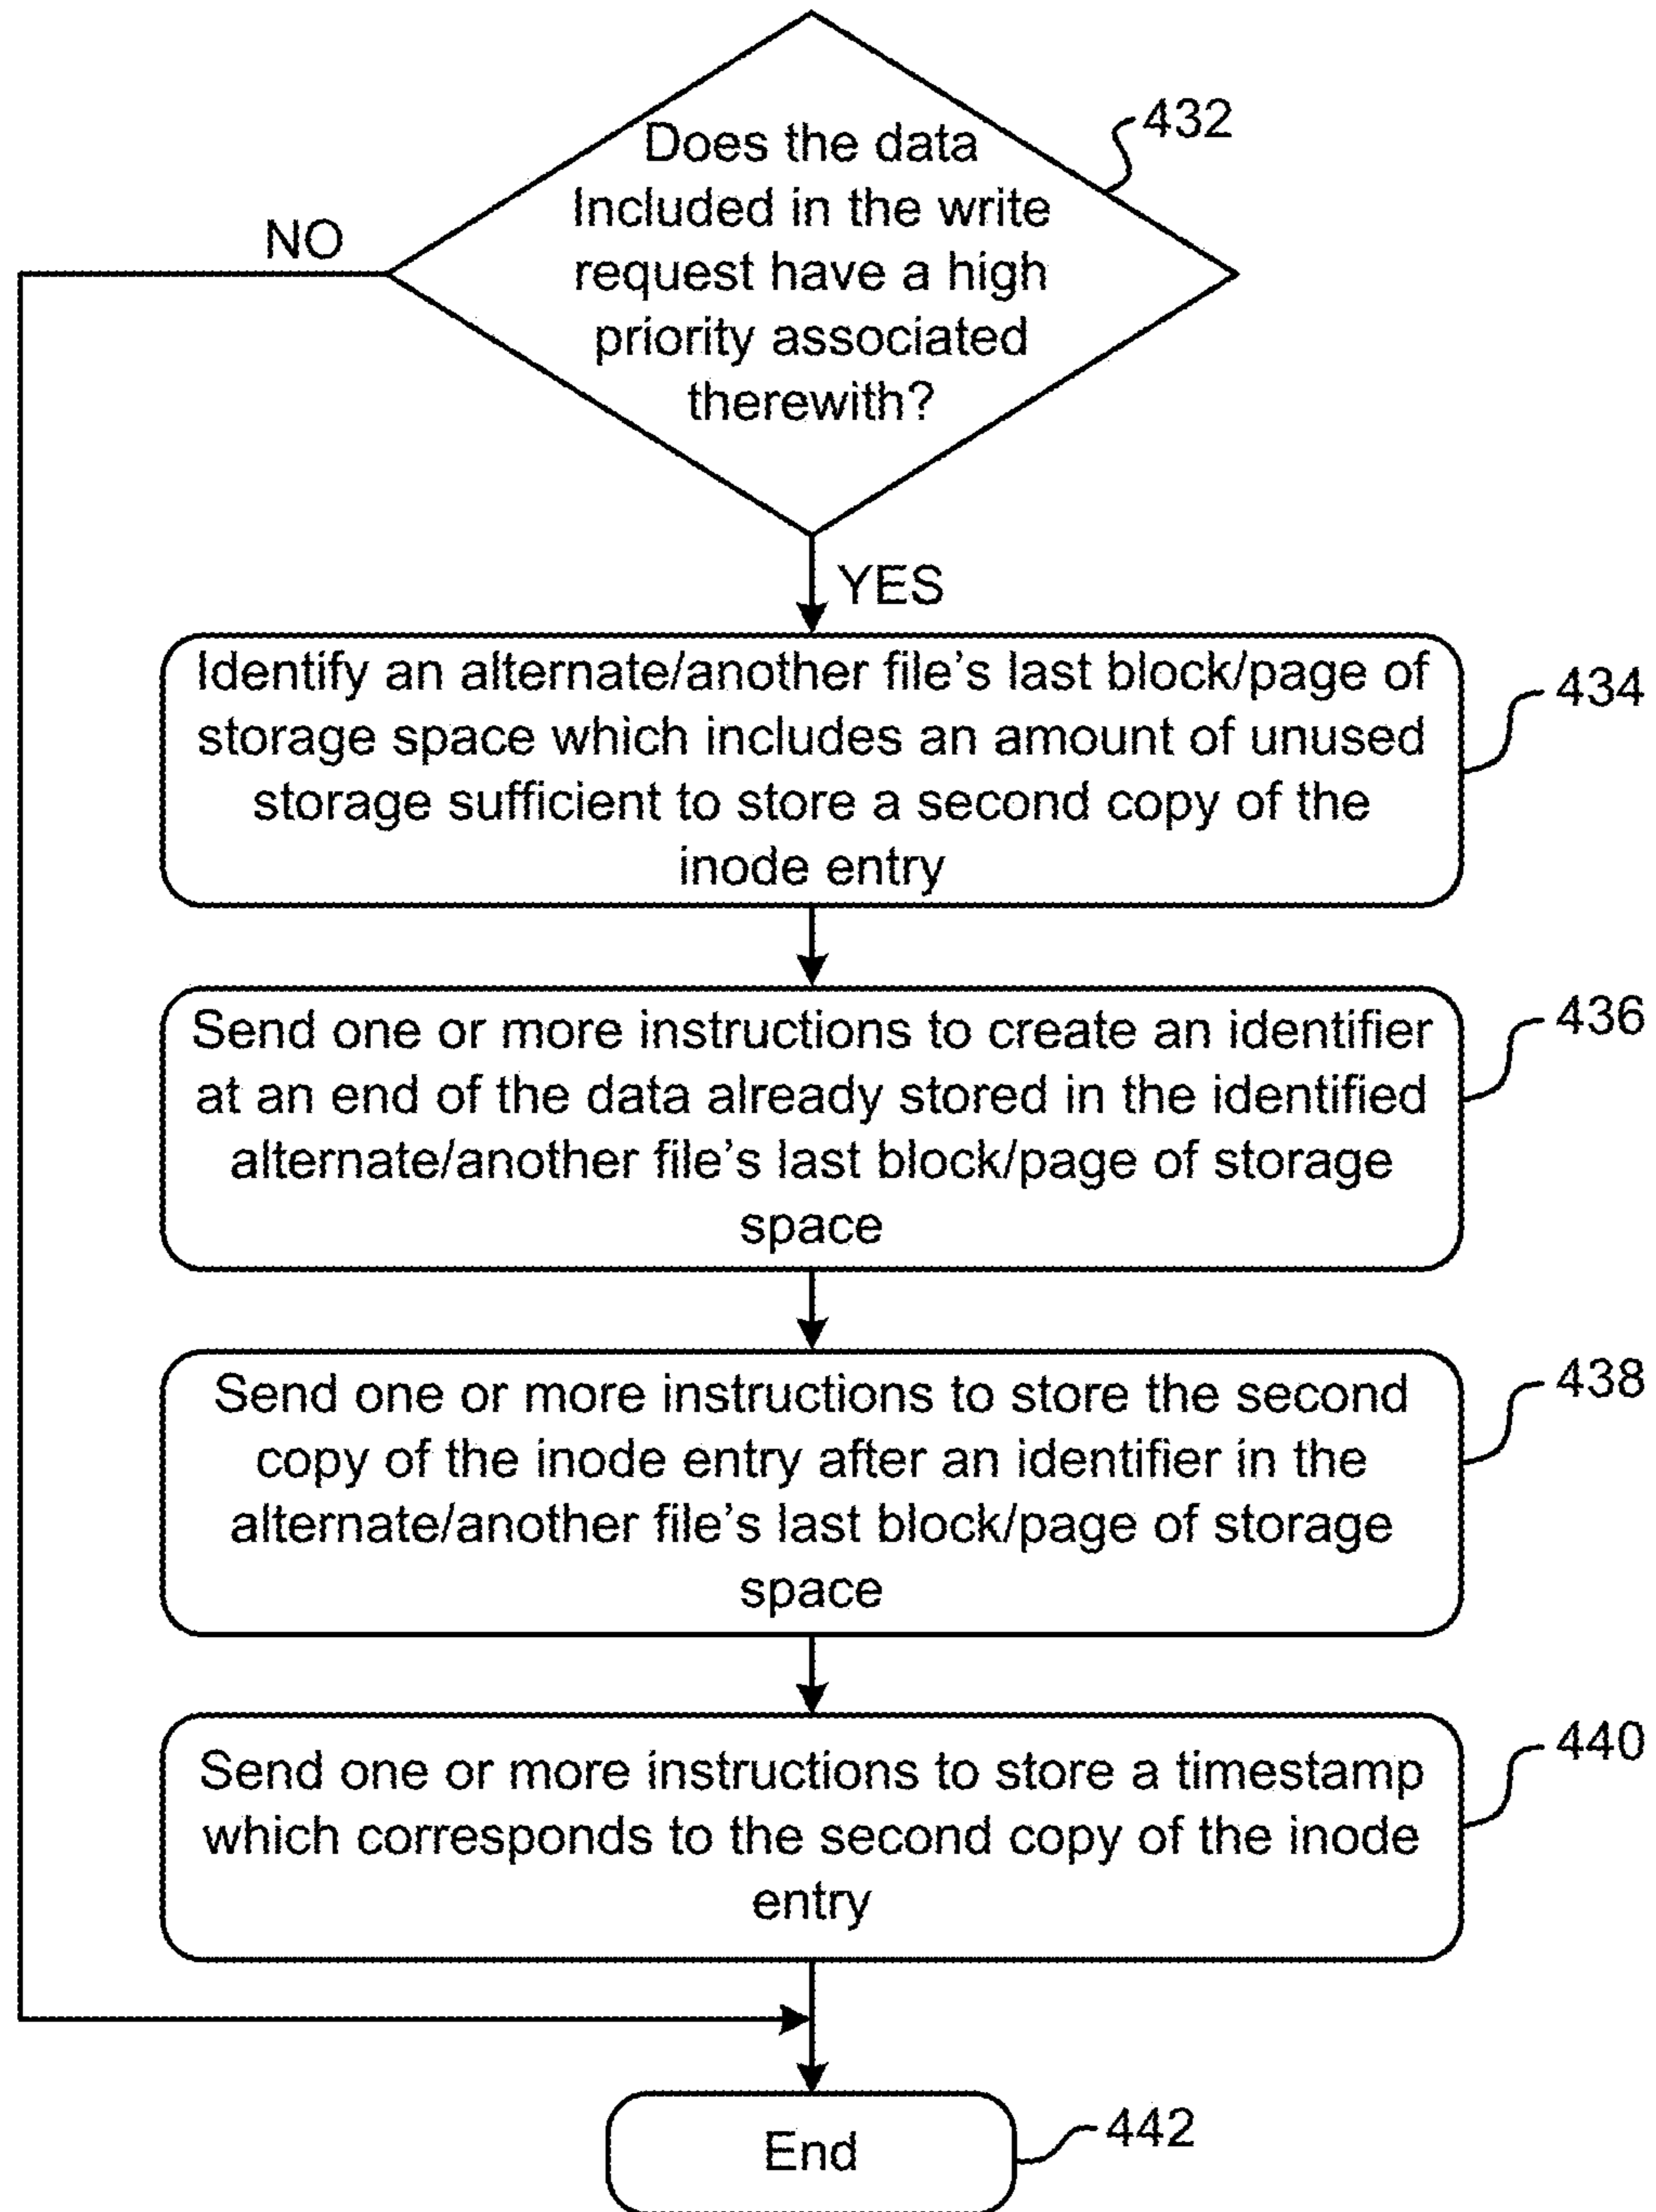 Does the data
Included in the write
request have a high
priority associated
therewith?
432
NO
YES
Identify an alternate/another file's last block/page of
storage space which includes an amount of unused
storage sufficient to store a second copy of the
inode entry
434
Send one or more instructions to create an identifier
at an end of the data already stored in the identified
alternate/another file's last block/page of storage
space
436
Send one or more instructions to store the second
copy of the inode entry after an identifier in the
alternate/another file's last block/page of storage
space
438
Send one or more instructions to store a timestamp
which corresponds to the second copy of the inode
entry
440
End
442